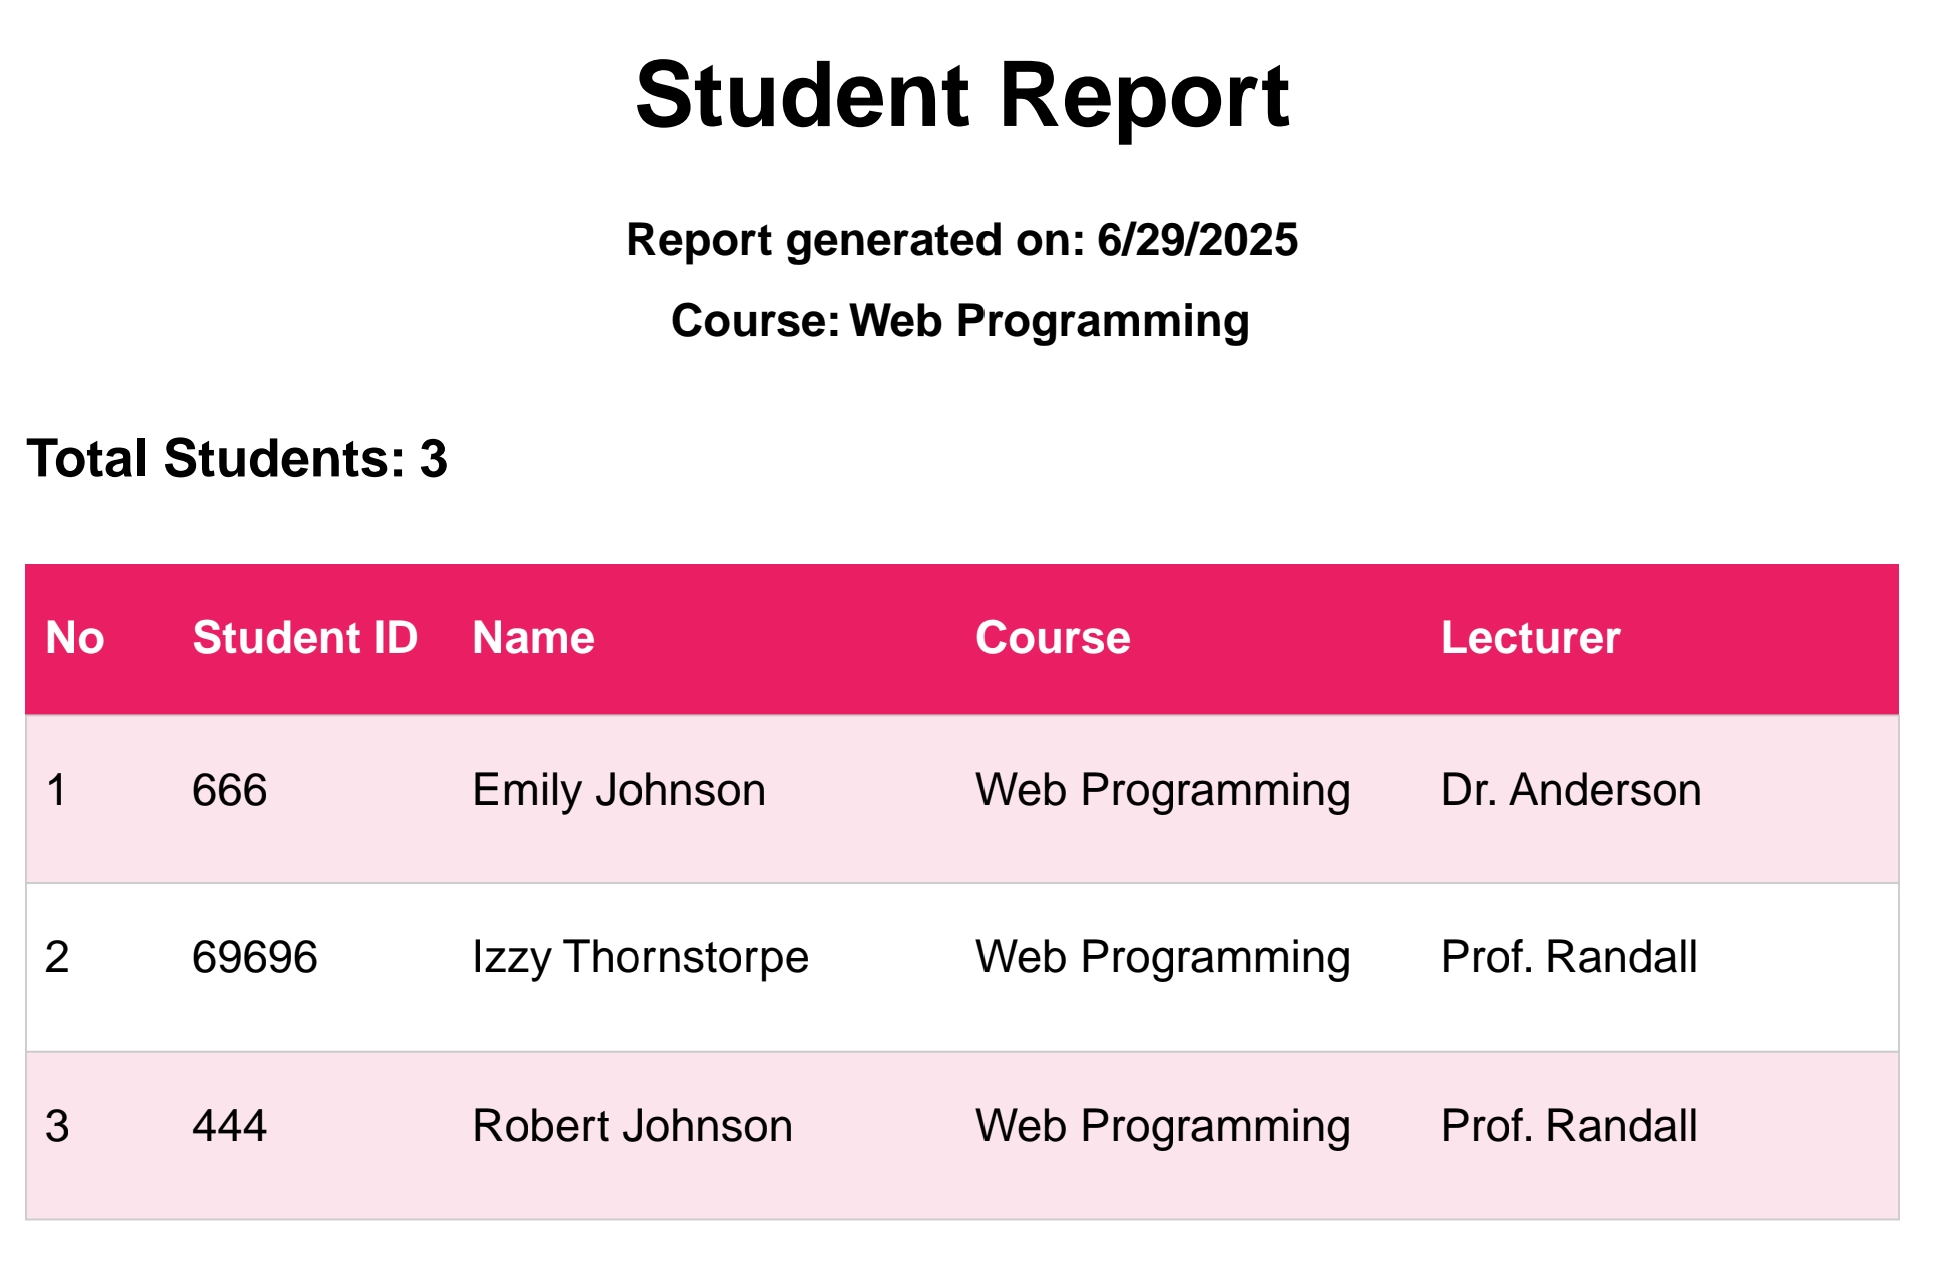 Student Report
Report generated on: 6/29/2025
Course: Web Programming
Total Students: 3
No Student ID Name Course Lecturer
1 666 Emily Johnson Web Programming Dr. Anderson
2 69696 Izzy Thornstorpe Web Programming Prof. Randall
3 444 Robert Johnson Web Programming Prof. Randall